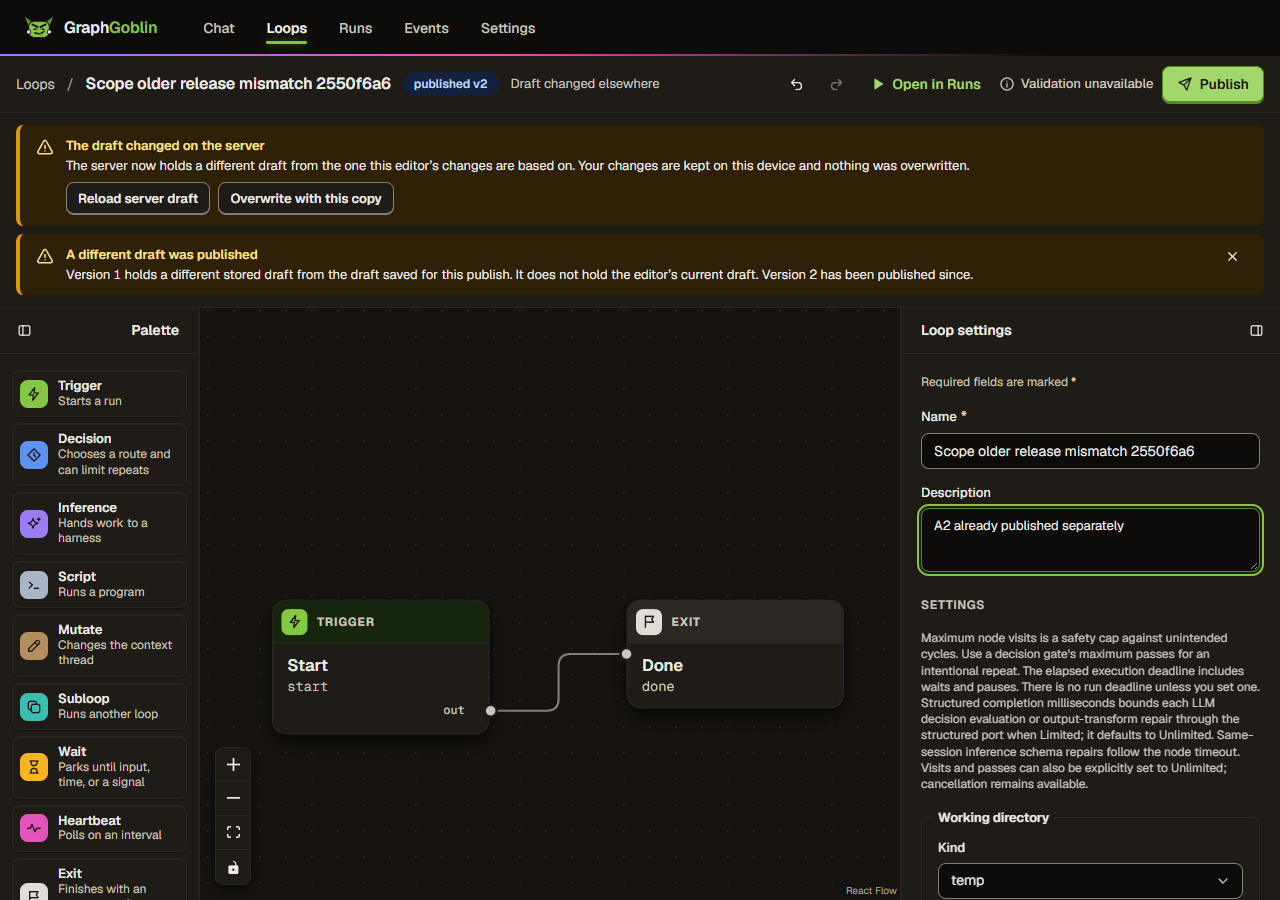 GraphGoblin
Chat
Loops
Runs
Events
Settings
Loops / Scope older release mismatch 2550f6a6
published v2
Draft changed elsewhere
Open in Runs
Validation unavailable
Publish
The draft changed on the server
The server now holds a different draft from the one this editor's changes are based on. Your changes are kept on this device and nothing was overwritten.
Reload server draft
Overwrite with this copy
A different draft was published
Version 1 holds a different stored draft from the draft saved for this publish. It does not hold the editor's current draft. Version 2 has been published since.
Palette
Trigger
Starts a run
Decision
Chooses a route and
can limit repeats
Inference
Hands work to a
harness
Script
Runs a program
Mutate
Changes the context
thread
Subloop
Runs another loop
Wait
Parks until input,
time, or a signal
Heartbeat
Polls on an interval
Exit
Finishes with an
TRIGGER
Start
start
out
EXIT
Done
done
React Flow
Loop settings
Required fields are marked *
Name *
Scope older release mismatch 2550f6a6
Description
A2 already published separately
SETTINGS
Maximum node visits is a safety cap against unintended
cycles. Use a decision gate's maximum passes for an
intentional repeat. The elapsed execution deadline includes
waits and pauses. There is no run deadline unless you set one.
Structured completion milliseconds bounds each LLM
decision evaluation or output-transform repair through the
structured port when Limited; it defaults to Unlimited. Same-
session inference schema repairs follow the node timeout.
Visits and passes can also be explicitly set to Unlimited;
cancellation remains available.
Working directory
Kind
temp